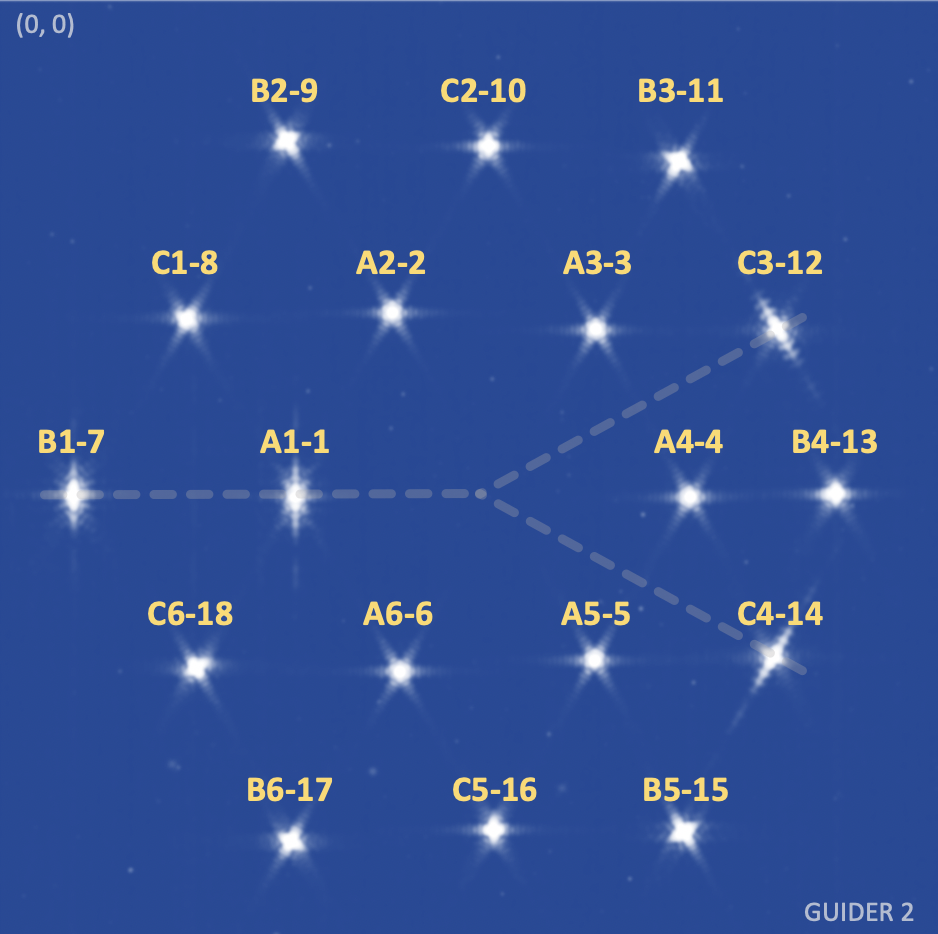 (0, 0)
B2-9 C2-10 B3-11
C1-8 A2-2 A3-3 C3-12
B1-7 A1-1 A4-4 B4-13
C6-18 A6-6 A5-5 C4-14
B6-17 C5-16 B5-15
GUIDER 2